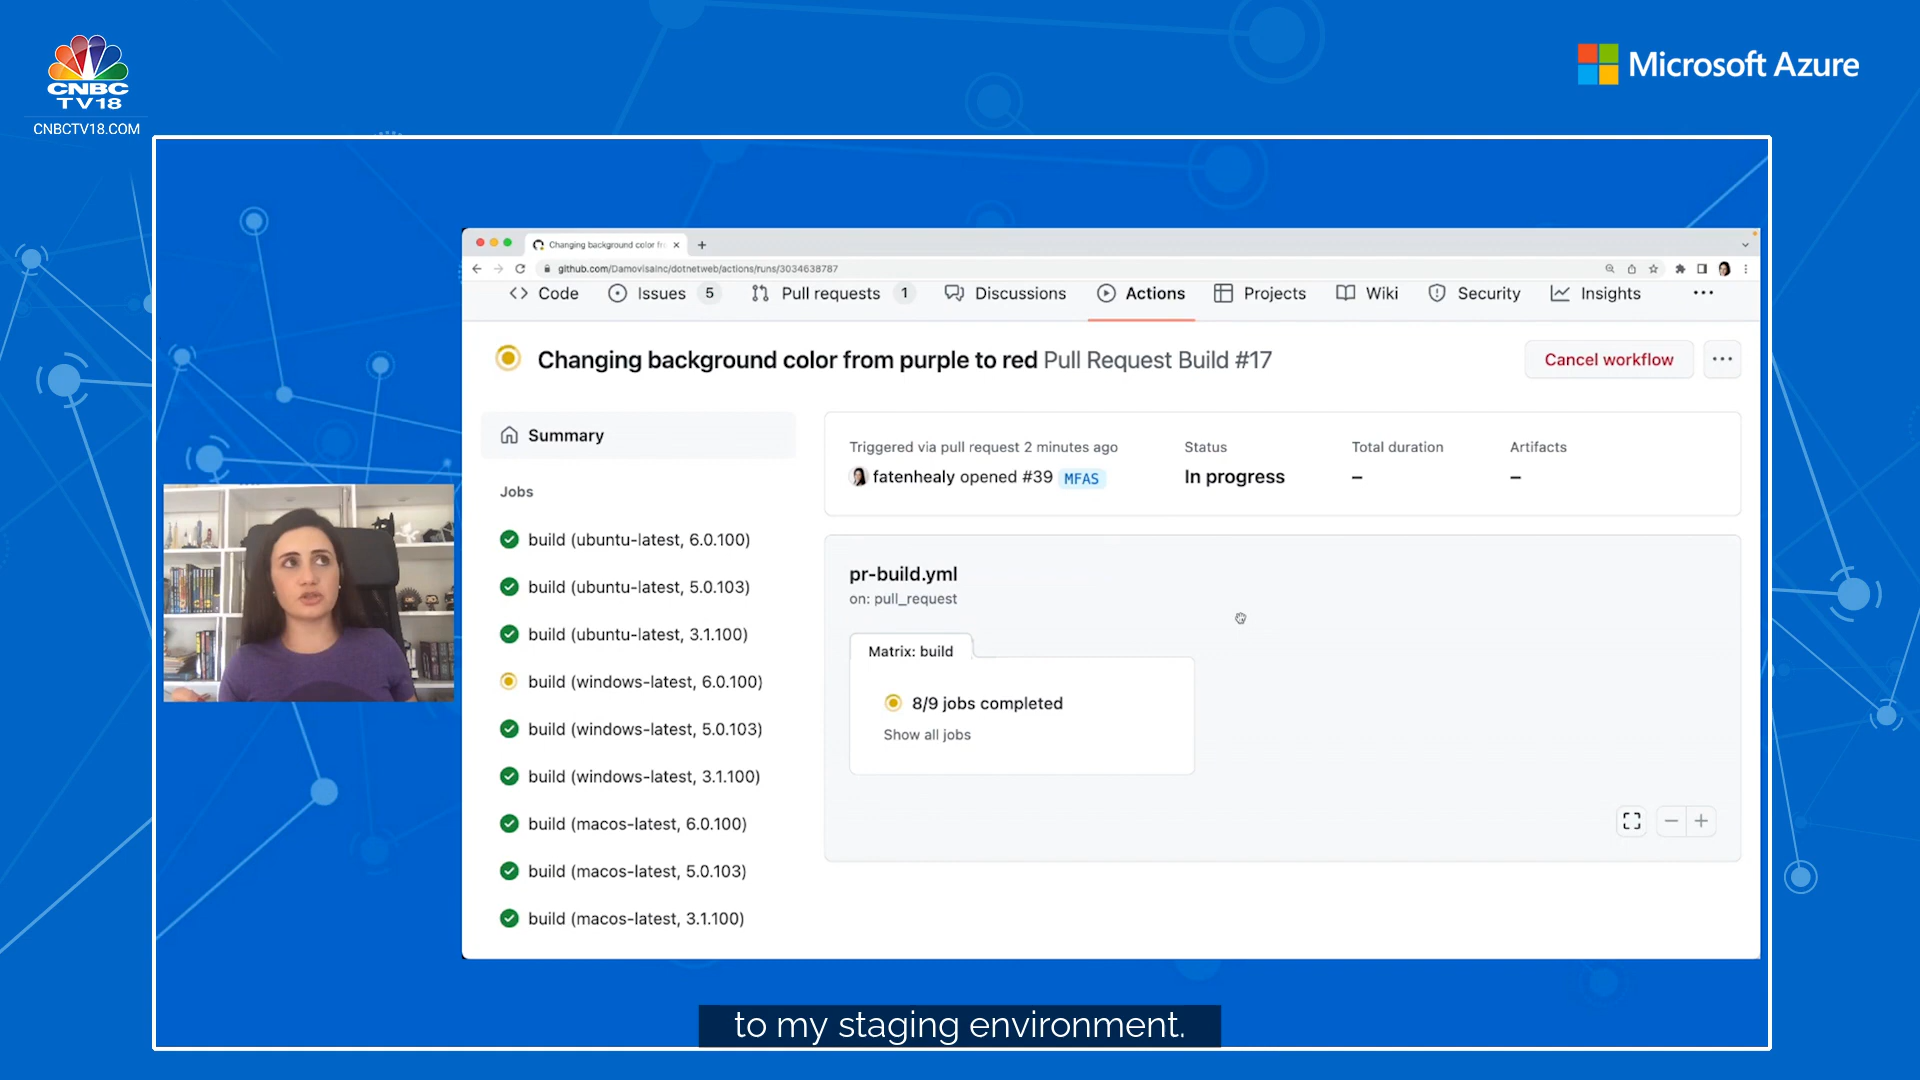 CNBC
TV18
CNBCTV18.COM
Microsoft Azure
Changing background color fr
github.com/DamovisaInc/dotnetweb/actions/runs/3034638787
Code
Issues 5
Pull requests 1
Discussions
Actions
Projects
Wiki
Security
Insights
Changing background color from purple to red Pull Request Build #17
Cancel workflow
Summary
Jobs
build (ubuntu-latest, 6.0.100)
build (ubuntu-latest, 5.0.103)
build (ubuntu-latest, 3.1.100)
build (windows-latest, 6.0.100)
build (windows-latest, 5.0.103)
build (windows-latest, 3.1.100)
build (macos-latest, 6.0.100)
build (macos-latest, 5.0.103)
build (macos-latest, 3.1.100)
Triggered via pull request 2 minutes ago
fatenhealy opened #39 MFAS
Status
In progress
Total duration
–
Artifacts
–
pr-build.yml
on: pull_request
Matrix: build
8/9 jobs completed
Show all jobs
to my staging environment.